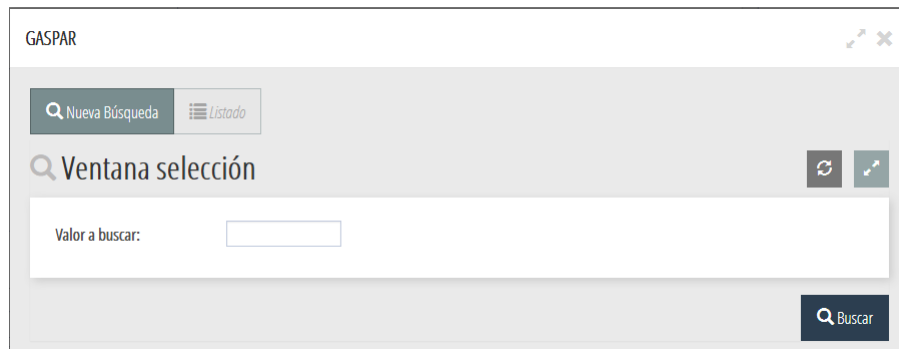 GASPAR
Nueva Búsqueda Listado
Ventana selección
Valor a buscar:
Buscar